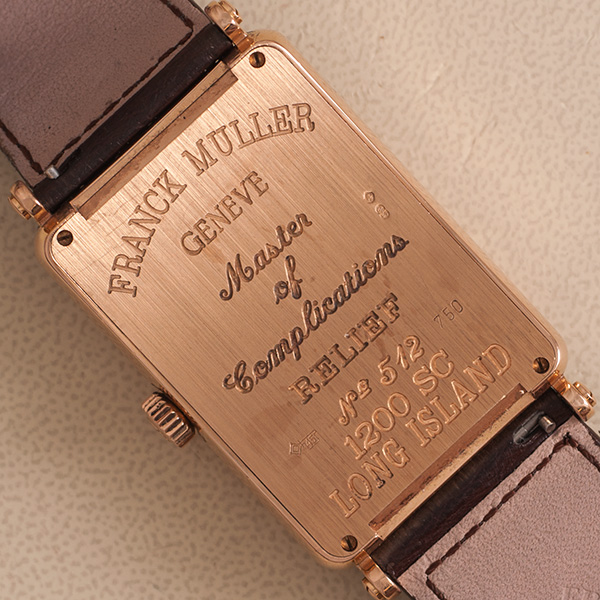 FRANCK MULLER
GENEVE
Master
of
Complications
RELIEF
750
Nº 512
1200 SC
LONG ISLAND